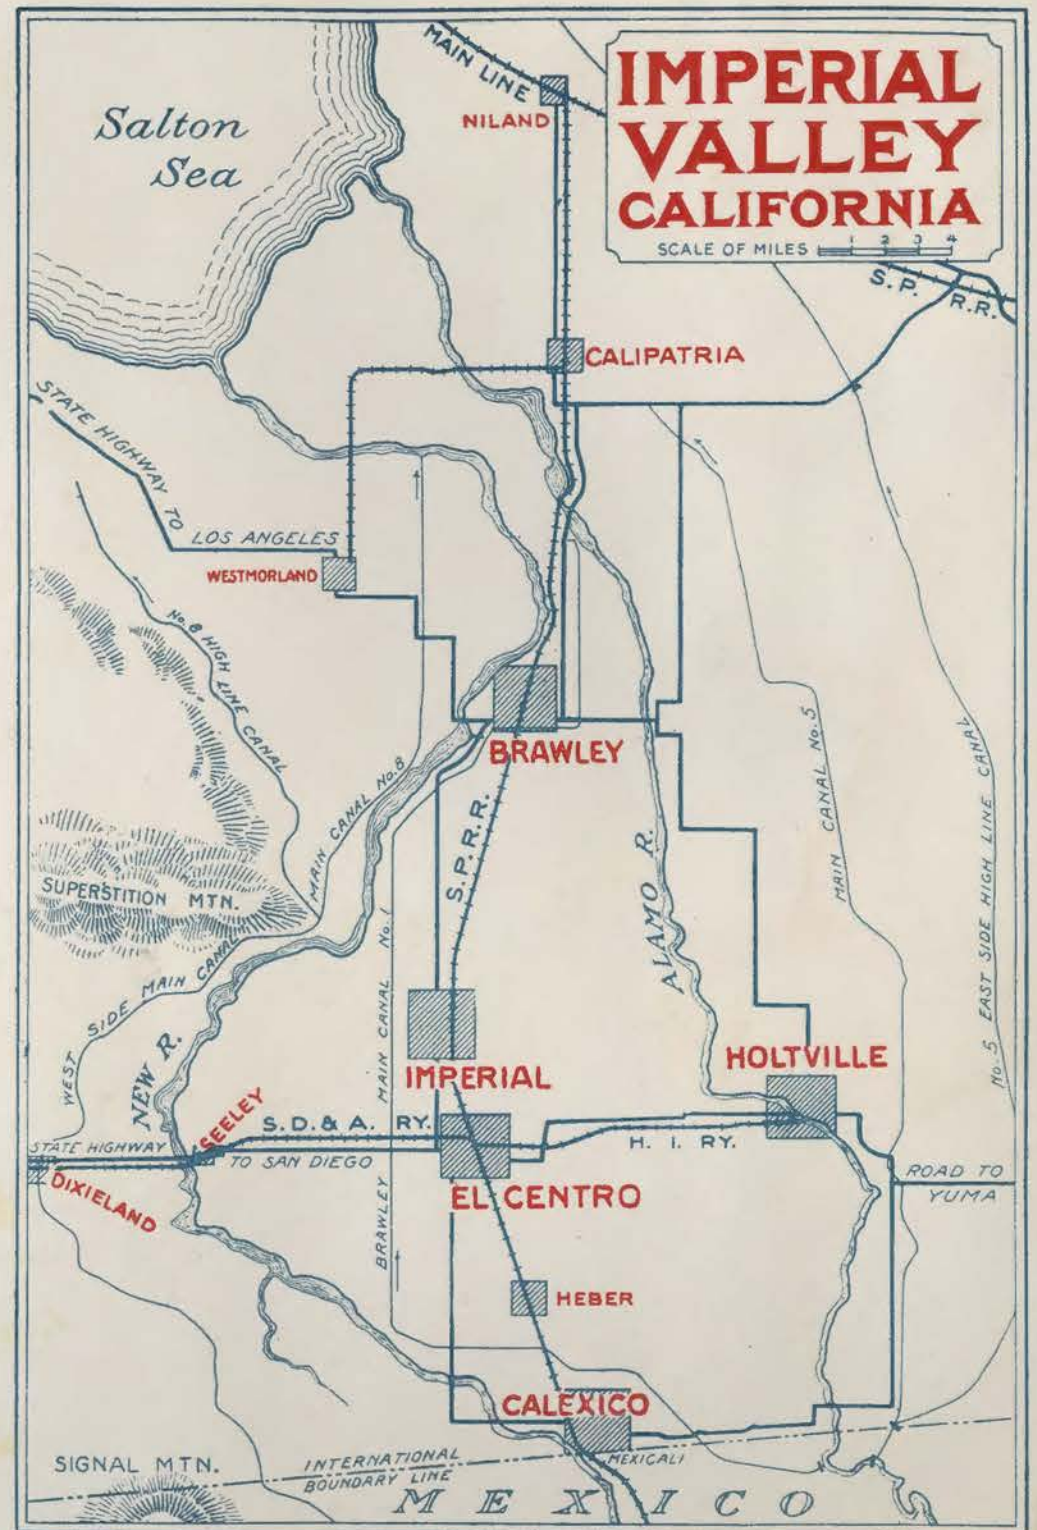 IMPERIAL
VALLEY
CALIFORNIA
SCALE OF MILES 1 2 3 4
Salton
Sea
MAIN LINE
NILAND
S.P. R.R.
CALIPATRIA
STATE HIGHWAY TO
LOS ANGELES
WESTMORLAND
No. 8 HIGH LINE CANAL
BRAWLEY
MAIN CANAL No. 8
S.P.R.R.
MAIN CANAL No. 5
No. 5 EAST SIDE HIGH LINE CANAL
SUPERSTITION MTN.
ALAMO R.
WEST SIDE MAIN CANAL
BRAWLEY MAIN CANAL No. 1
NEW R.
IMPERIAL
HOLTVILLE
SEELEY
S.D. & A. RY.
H. I. RY.
STATE HIGHWAY
TO SAN DIEGO
DIXIELAND
EL CENTRO
ROAD TO
YUMA
HEBER
CALEXICO
MEXICALI
SIGNAL MTN.
INTERNATIONAL
BOUNDARY LINE
MEXICO